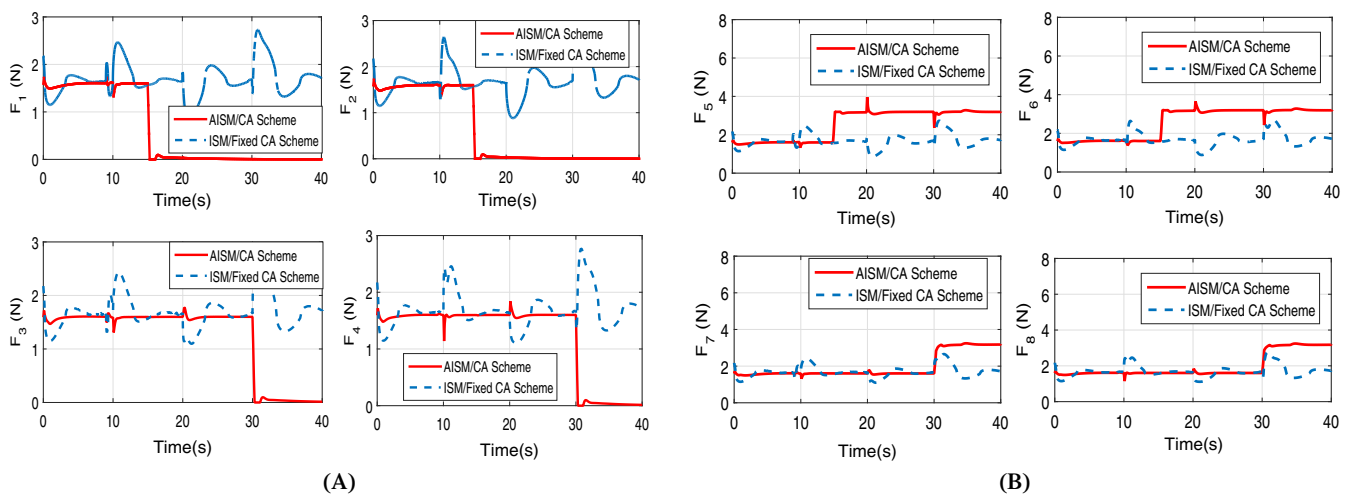 3
2
1
0
F1 (N)
AISM/CA Scheme
ISM/Fixed CA Scheme
0 10 20 30 40
Time(s)
3
2
1
0
F2 (N)
AISM/CA Scheme
ISM/Fixed CA Scheme
0 10 20 30 40
Time(s)
3
2
1
0
F3 (N)
AISM/CA Scheme
ISM/Fixed CA Scheme
0 10 20 30 40
Time(s)
3
2
1
0
F4 (N)
AISM/CA Scheme
ISM/Fixed CA Scheme
0 10 20 30 40
Time(s)
(A)
8
6
4
2
0
F5 (N)
AISM/CA Scheme
ISM/Fixed CA Scheme
0 10 20 30 40
Time(s)
8
6
4
2
0
F6 (N)
AISM/CA Scheme
ISM/Fixed CA Scheme
0 10 20 30 40
Time(s)
8
6
4
2
0
F7 (N)
AISM/CA Scheme
ISM/Fixed CA Scheme
0 10 20 30 40
Time(s)
8
6
4
2
0
F8 (N)
AISM/CA Scheme
ISM/Fixed CA Scheme
0 10 20 30 40
Time(s)
(B)